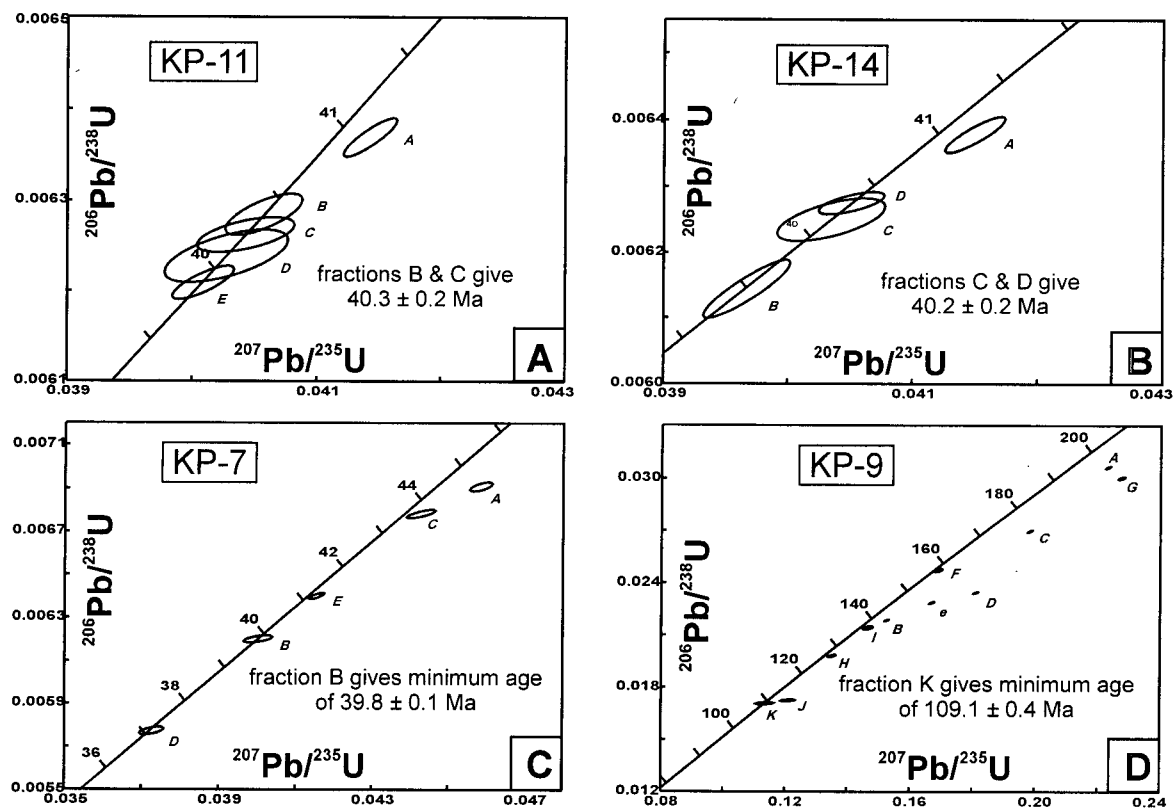 KP-11
0.0065
0.0063
0.0061
²⁰⁶Pb/²³⁸U
41
40
A
B
C
D
E
fractions B & C give
40.3 ± 0.2 Ma
²⁰⁷Pb/²³⁵U
A
0.039
0.041
0.043
KP-14
0.0064
0.0062
0.0060
²⁰⁶Pb/²³⁸U
41
40
A
D
C
B
fractions C & D give
40.2 ± 0.2 Ma
²⁰⁷Pb/²³⁵U
B
0.039
0.041
0.043
KP-7
0.0071
0.0067
0.0063
0.0059
0.0055
²⁰⁶Pb/²³⁸U
44
42
40
38
36
A
C
E
B
D
fraction B gives minimum age
of 39.8 ± 0.1 Ma
²⁰⁷Pb/²³⁵U
C
0.035
0.039
0.043
0.047
KP-9
0.030
0.024
0.018
0.012
²⁰⁶Pb/²³⁸U
200
180
160
140
120
100
A
G
C
F
D
e
B
I
H
J
K
fraction K gives minimum age
of 109.1 ± 0.4 Ma
²⁰⁷Pb/²³⁵U
D
0.08
0.12
0.16
0.20
0.24